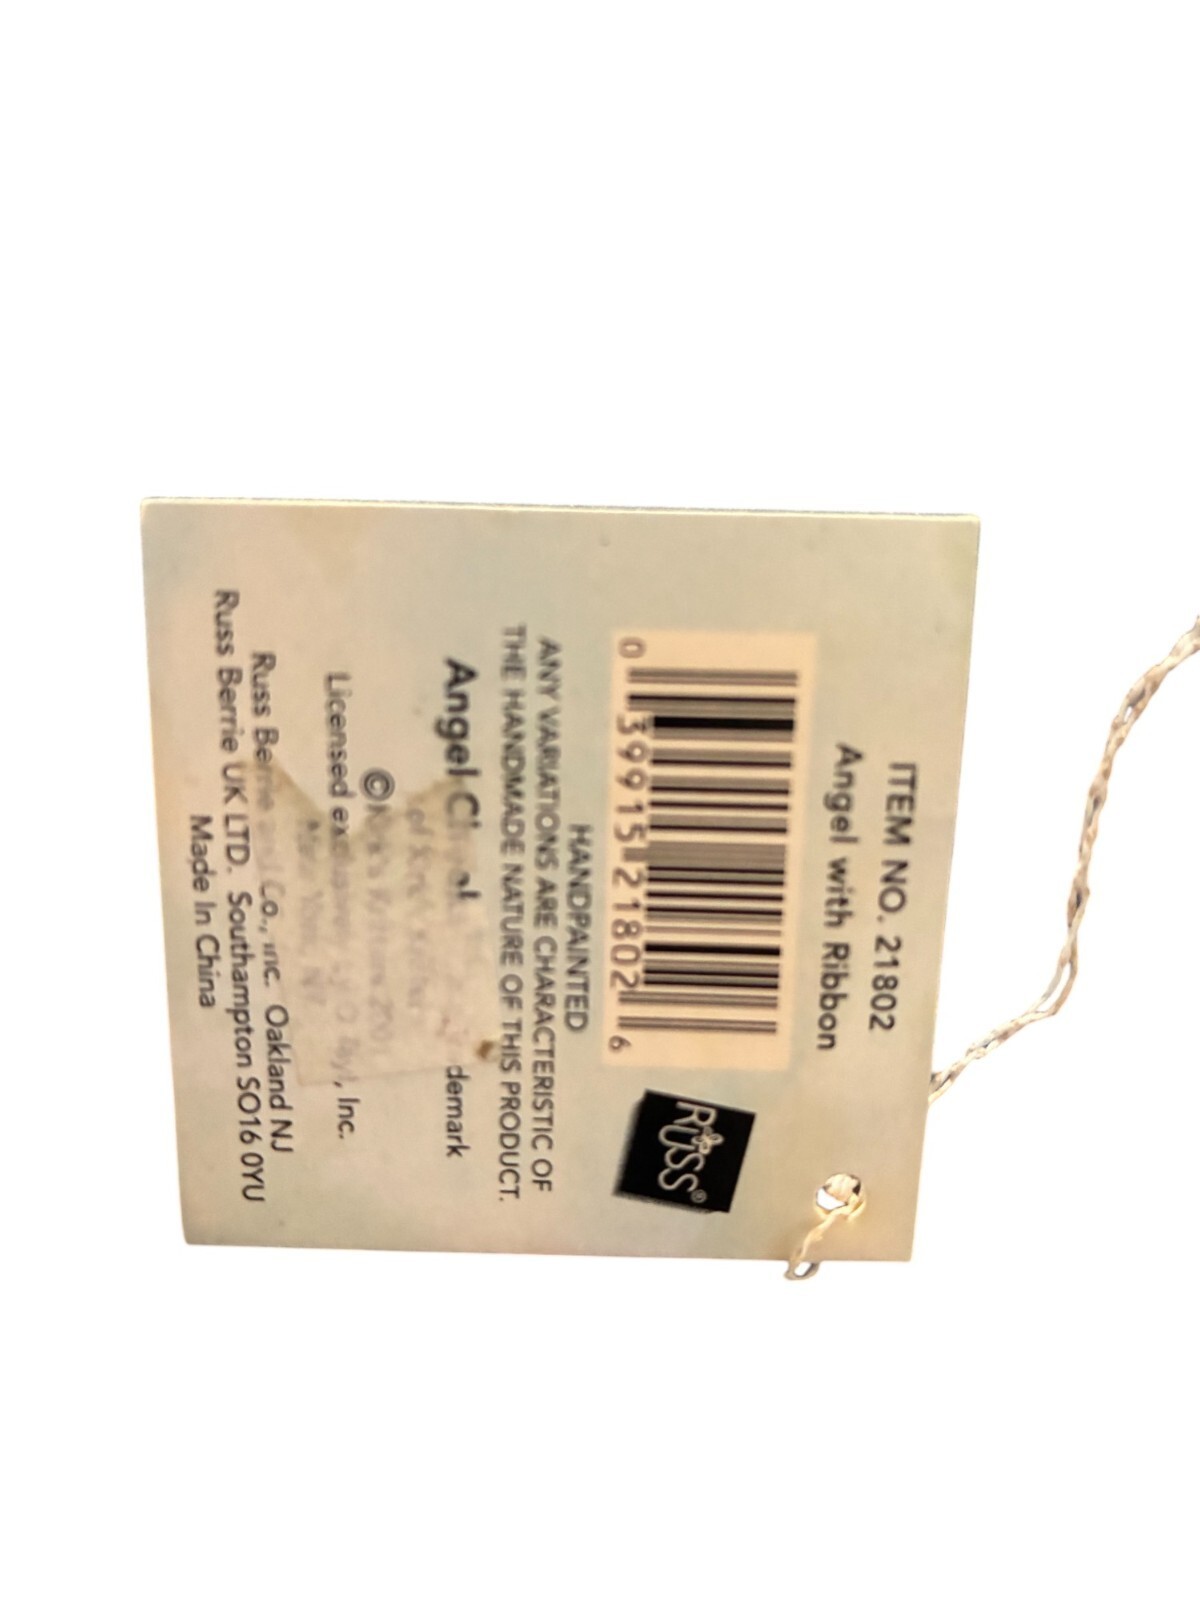 ITEM NO. 21802
Angel with Ribbon
0 39915 21802 6
RUSS®
HANDPAINTED
ANY VARIATIONS ARE CHARACTERISTIC OF
THE HANDMADE NATURE OF THIS PRODUCT.
Angel
©
Licensed Inc.
Russ Berrie and Co., Inc. Oakland NJ
Russ Berrie UK LTD. Southampton SO16 0YU
Made In China